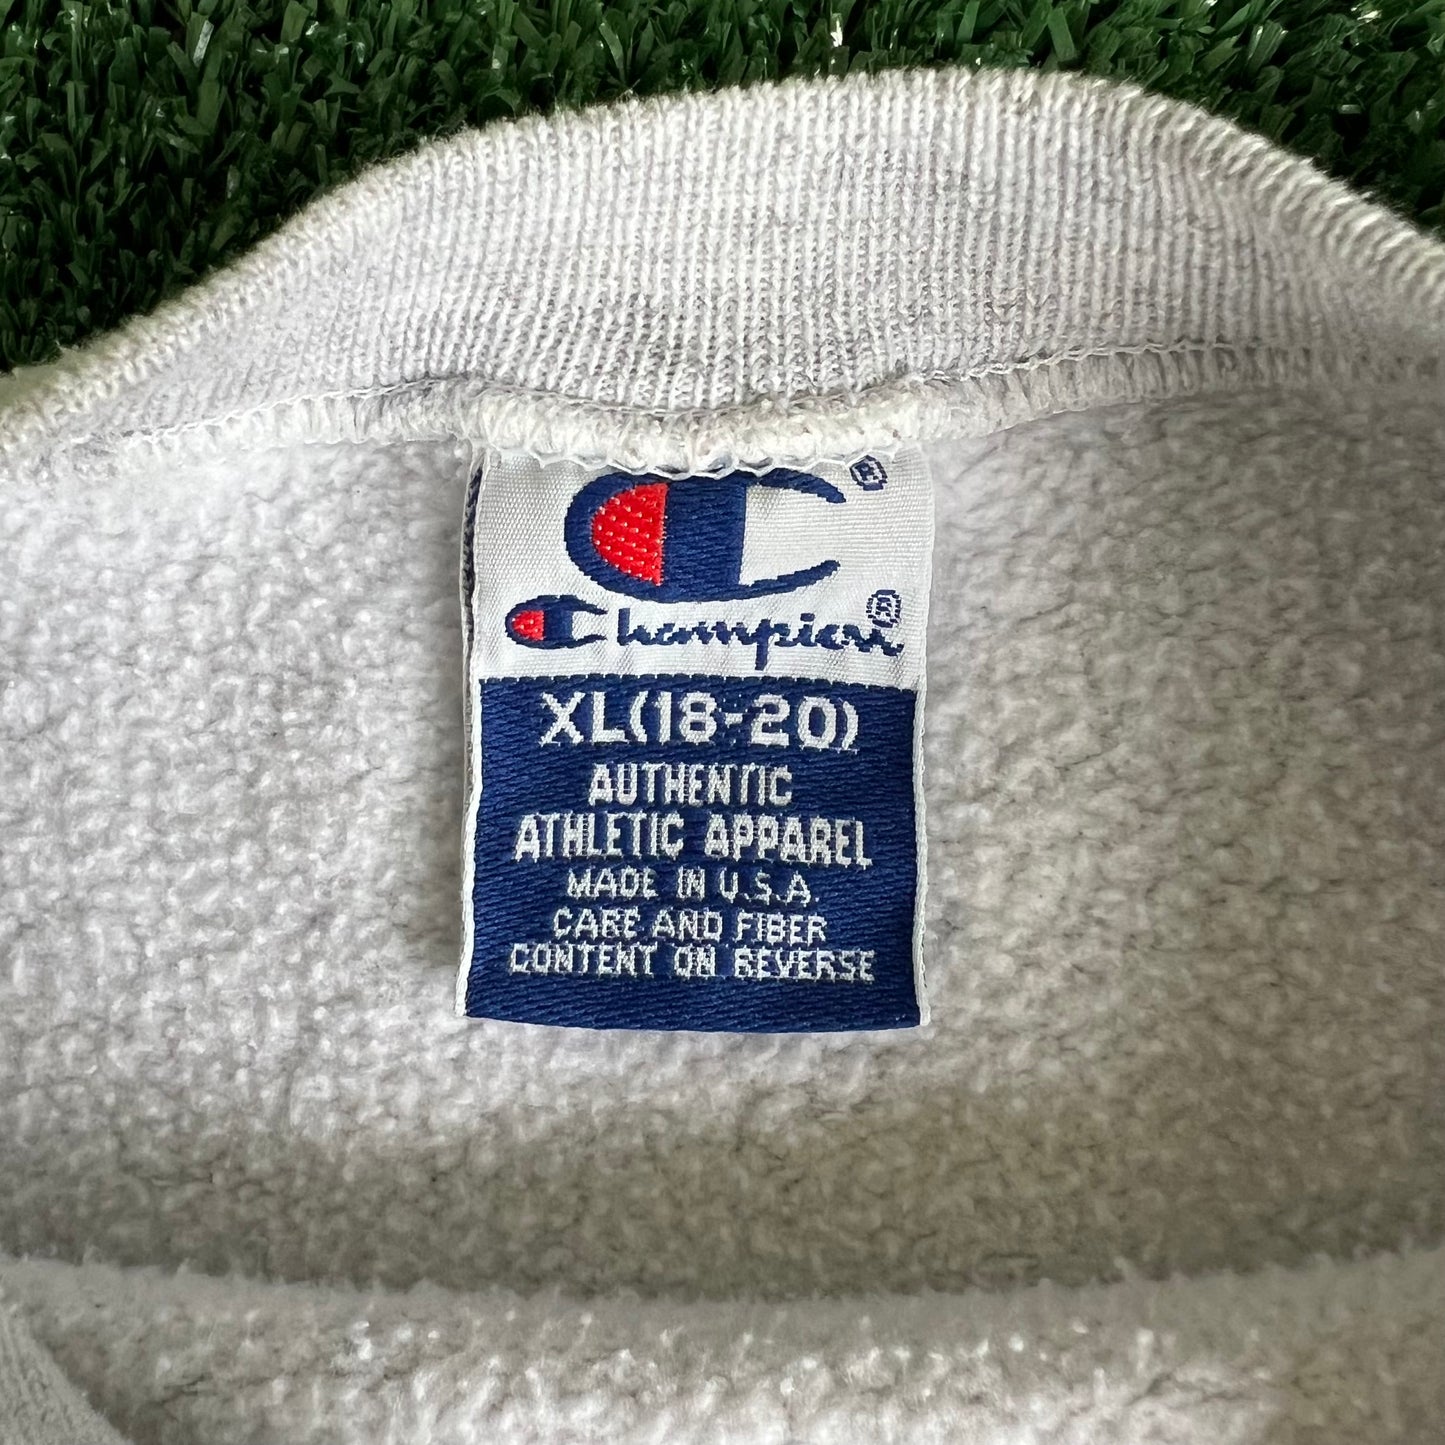 ®
Champion®
XL(18-20)
AUTHENTIC
ATHLETIC APPAREL
MADE IN U.S.A.
CARE AND FIBER
CONTENT ON REVERSE